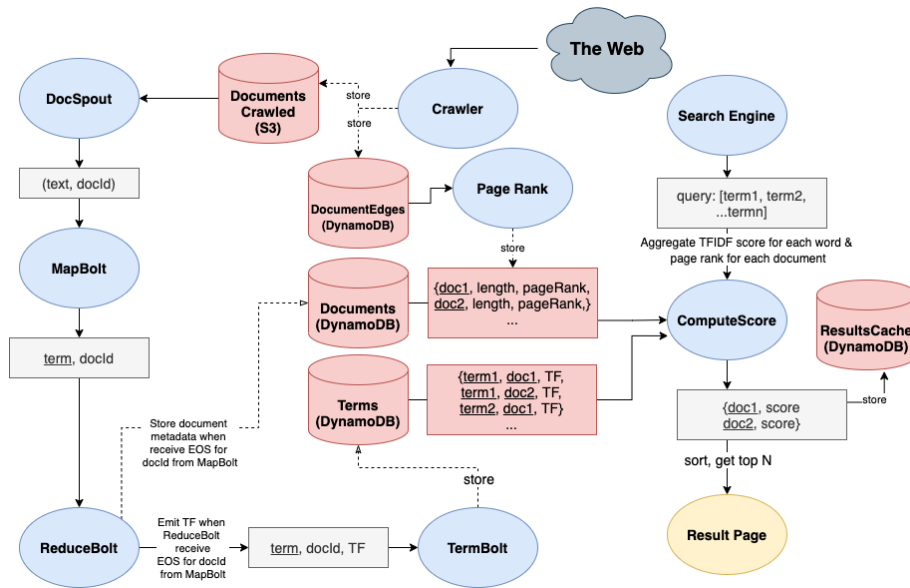 The Web
DocSpout
Documents
Crawled
(S3)
store
store
Crawler
Search Engine
(text, docId)
DocumentEdges
(DynamoDB)
Page Rank
query: [term1, term2,
...termn]
store
Aggregate TFIDF score for each word &
page rank for each document
MapBolt
Documents
(DynamoDB)
{doc1, length, pageRank,
doc2, length, pageRank,}
...
ComputeScore
ResultsCache
(DynamoDB)
term, docId
Terms
(DynamoDB)
{term1, doc1, TF,
term1, doc2, TF,
term2, doc1, TF}
...
{doc1, score
doc2, score}
store
Store document
metadata when
receive EOS for
docId from MapBolt
sort, get top N
store
ReduceBolt
Emit TF when
ReduceBolt
receive
EOS for docId
from MapBolt
term, docId, TF
TermBolt
Result Page